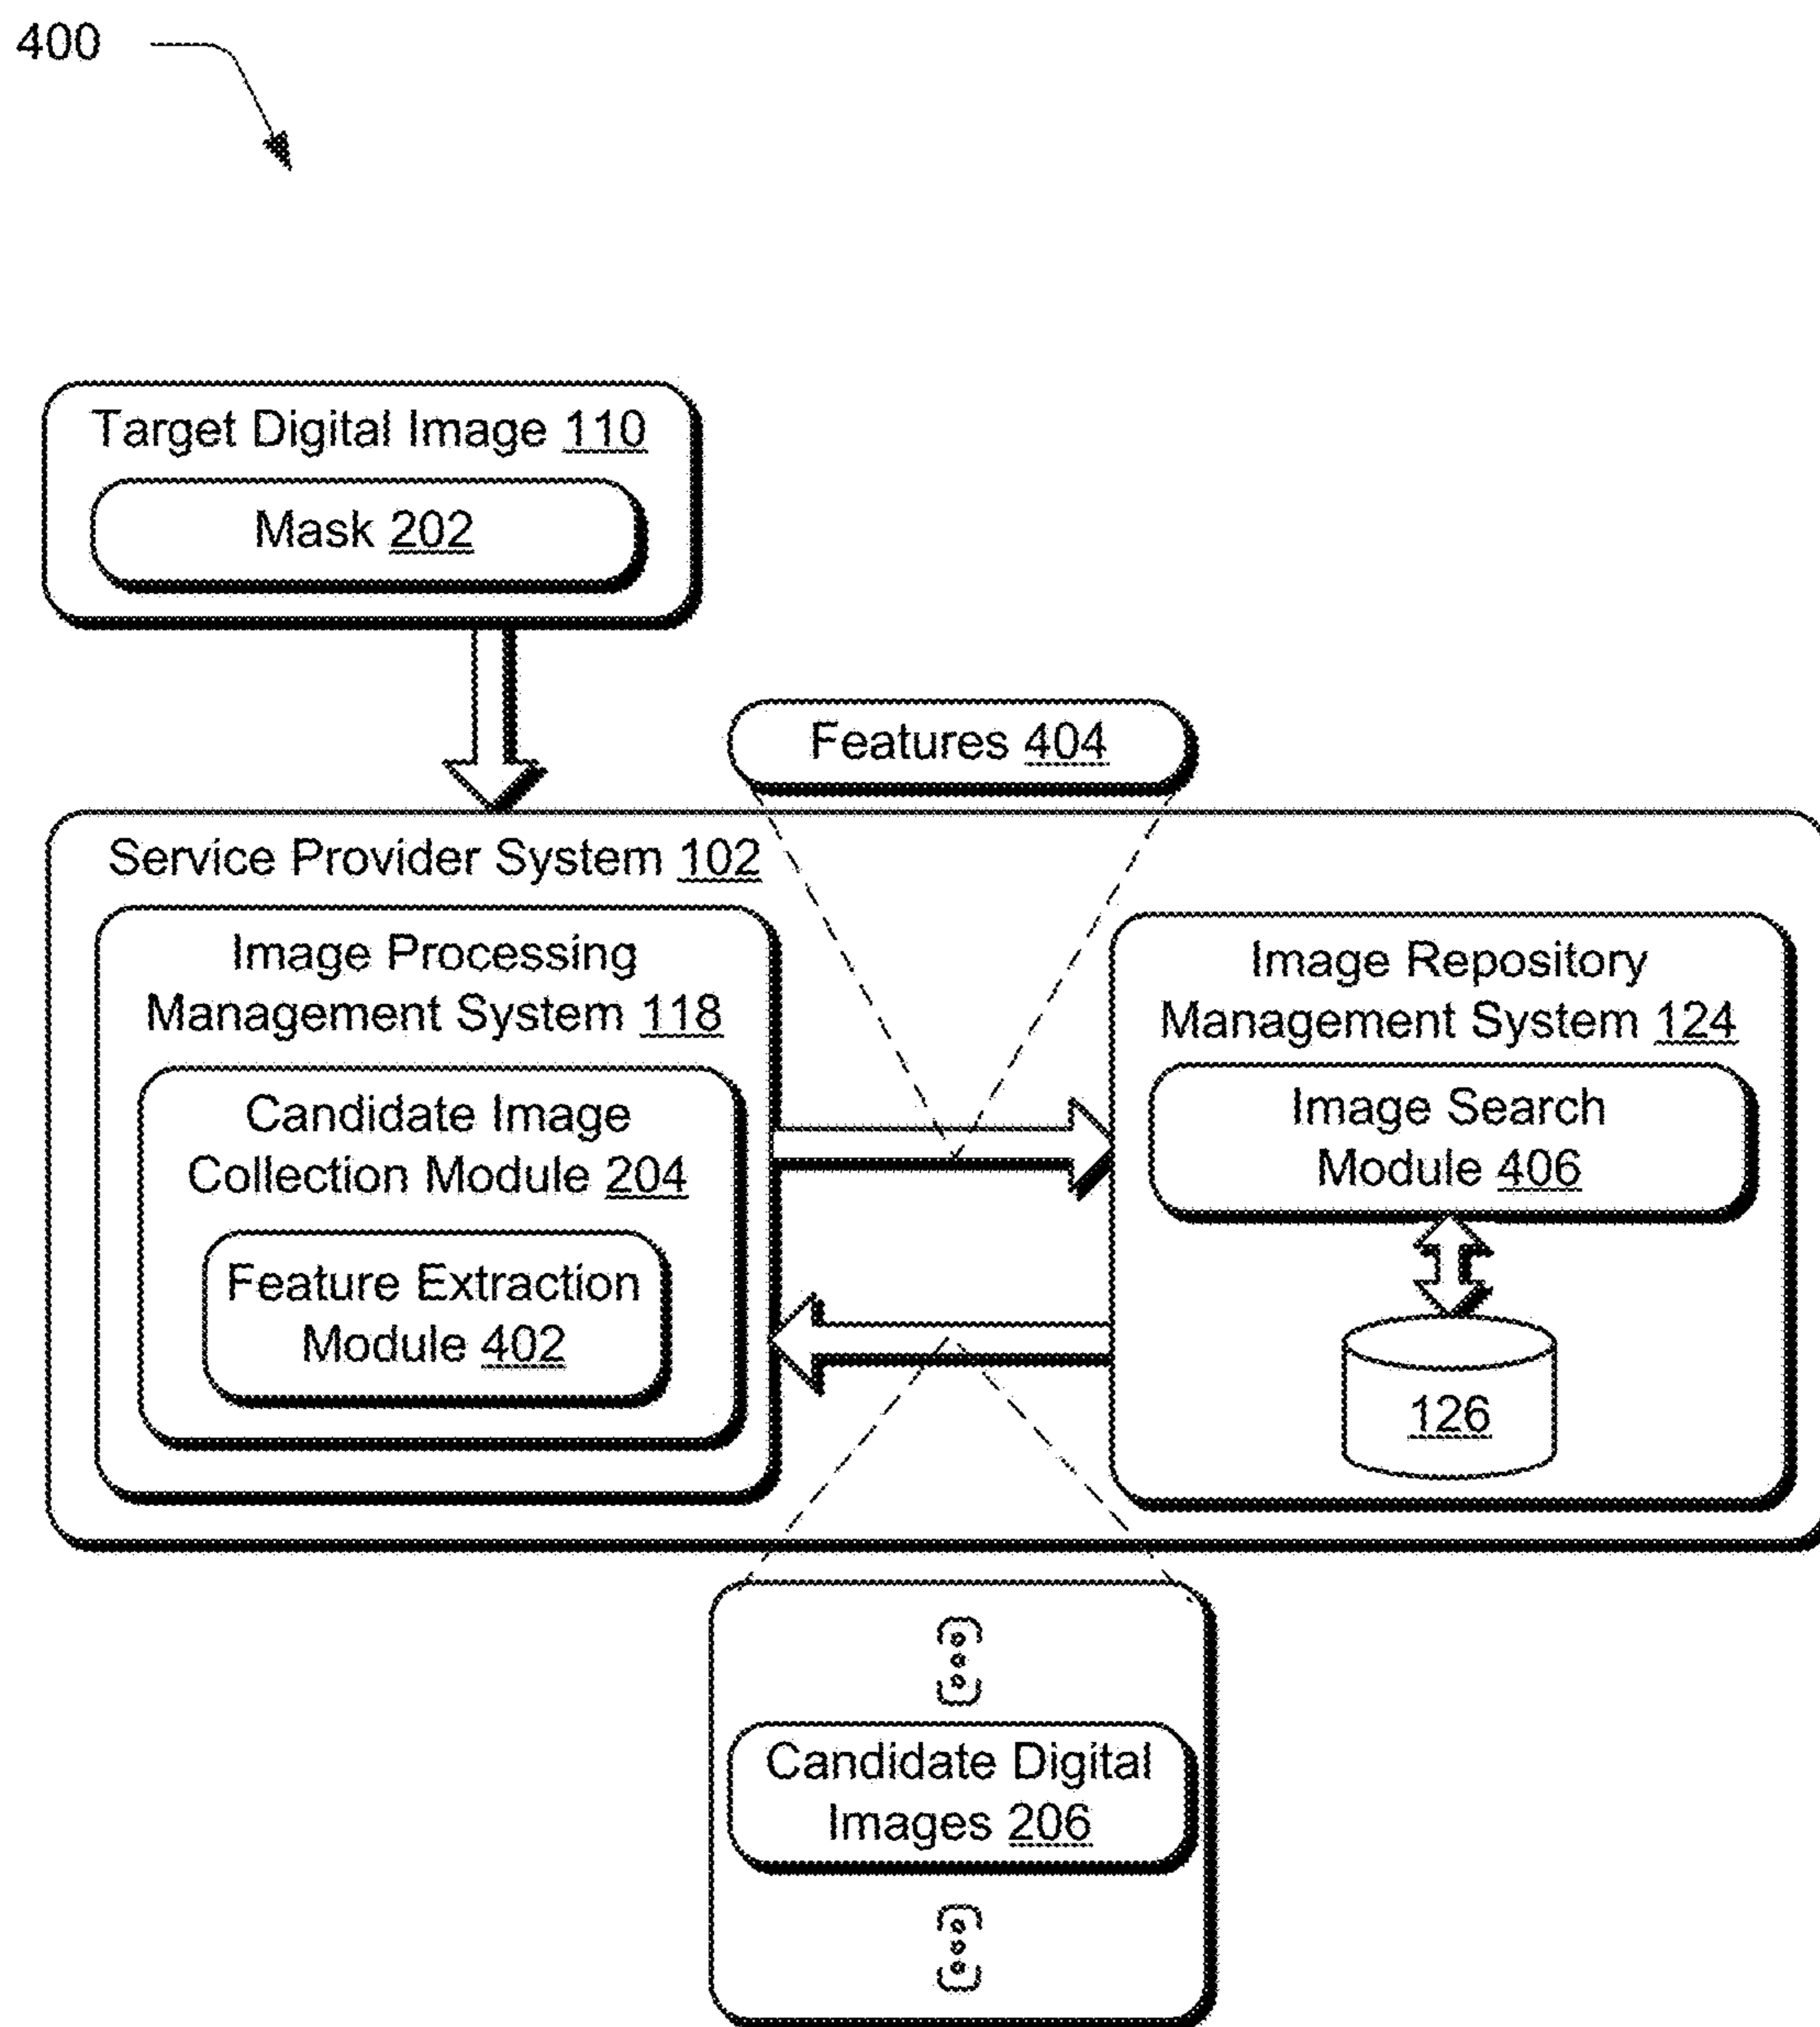 400
Target Digital Image 110
Mask 202
Features 404
Service Provider System 102
Image Processing
Management System 118
Candidate Image
Collection Module 204
Feature Extraction
Module 402
Image Repository
Management System 124
Image Search
Module 406
126
Candidate Digital
Images 206